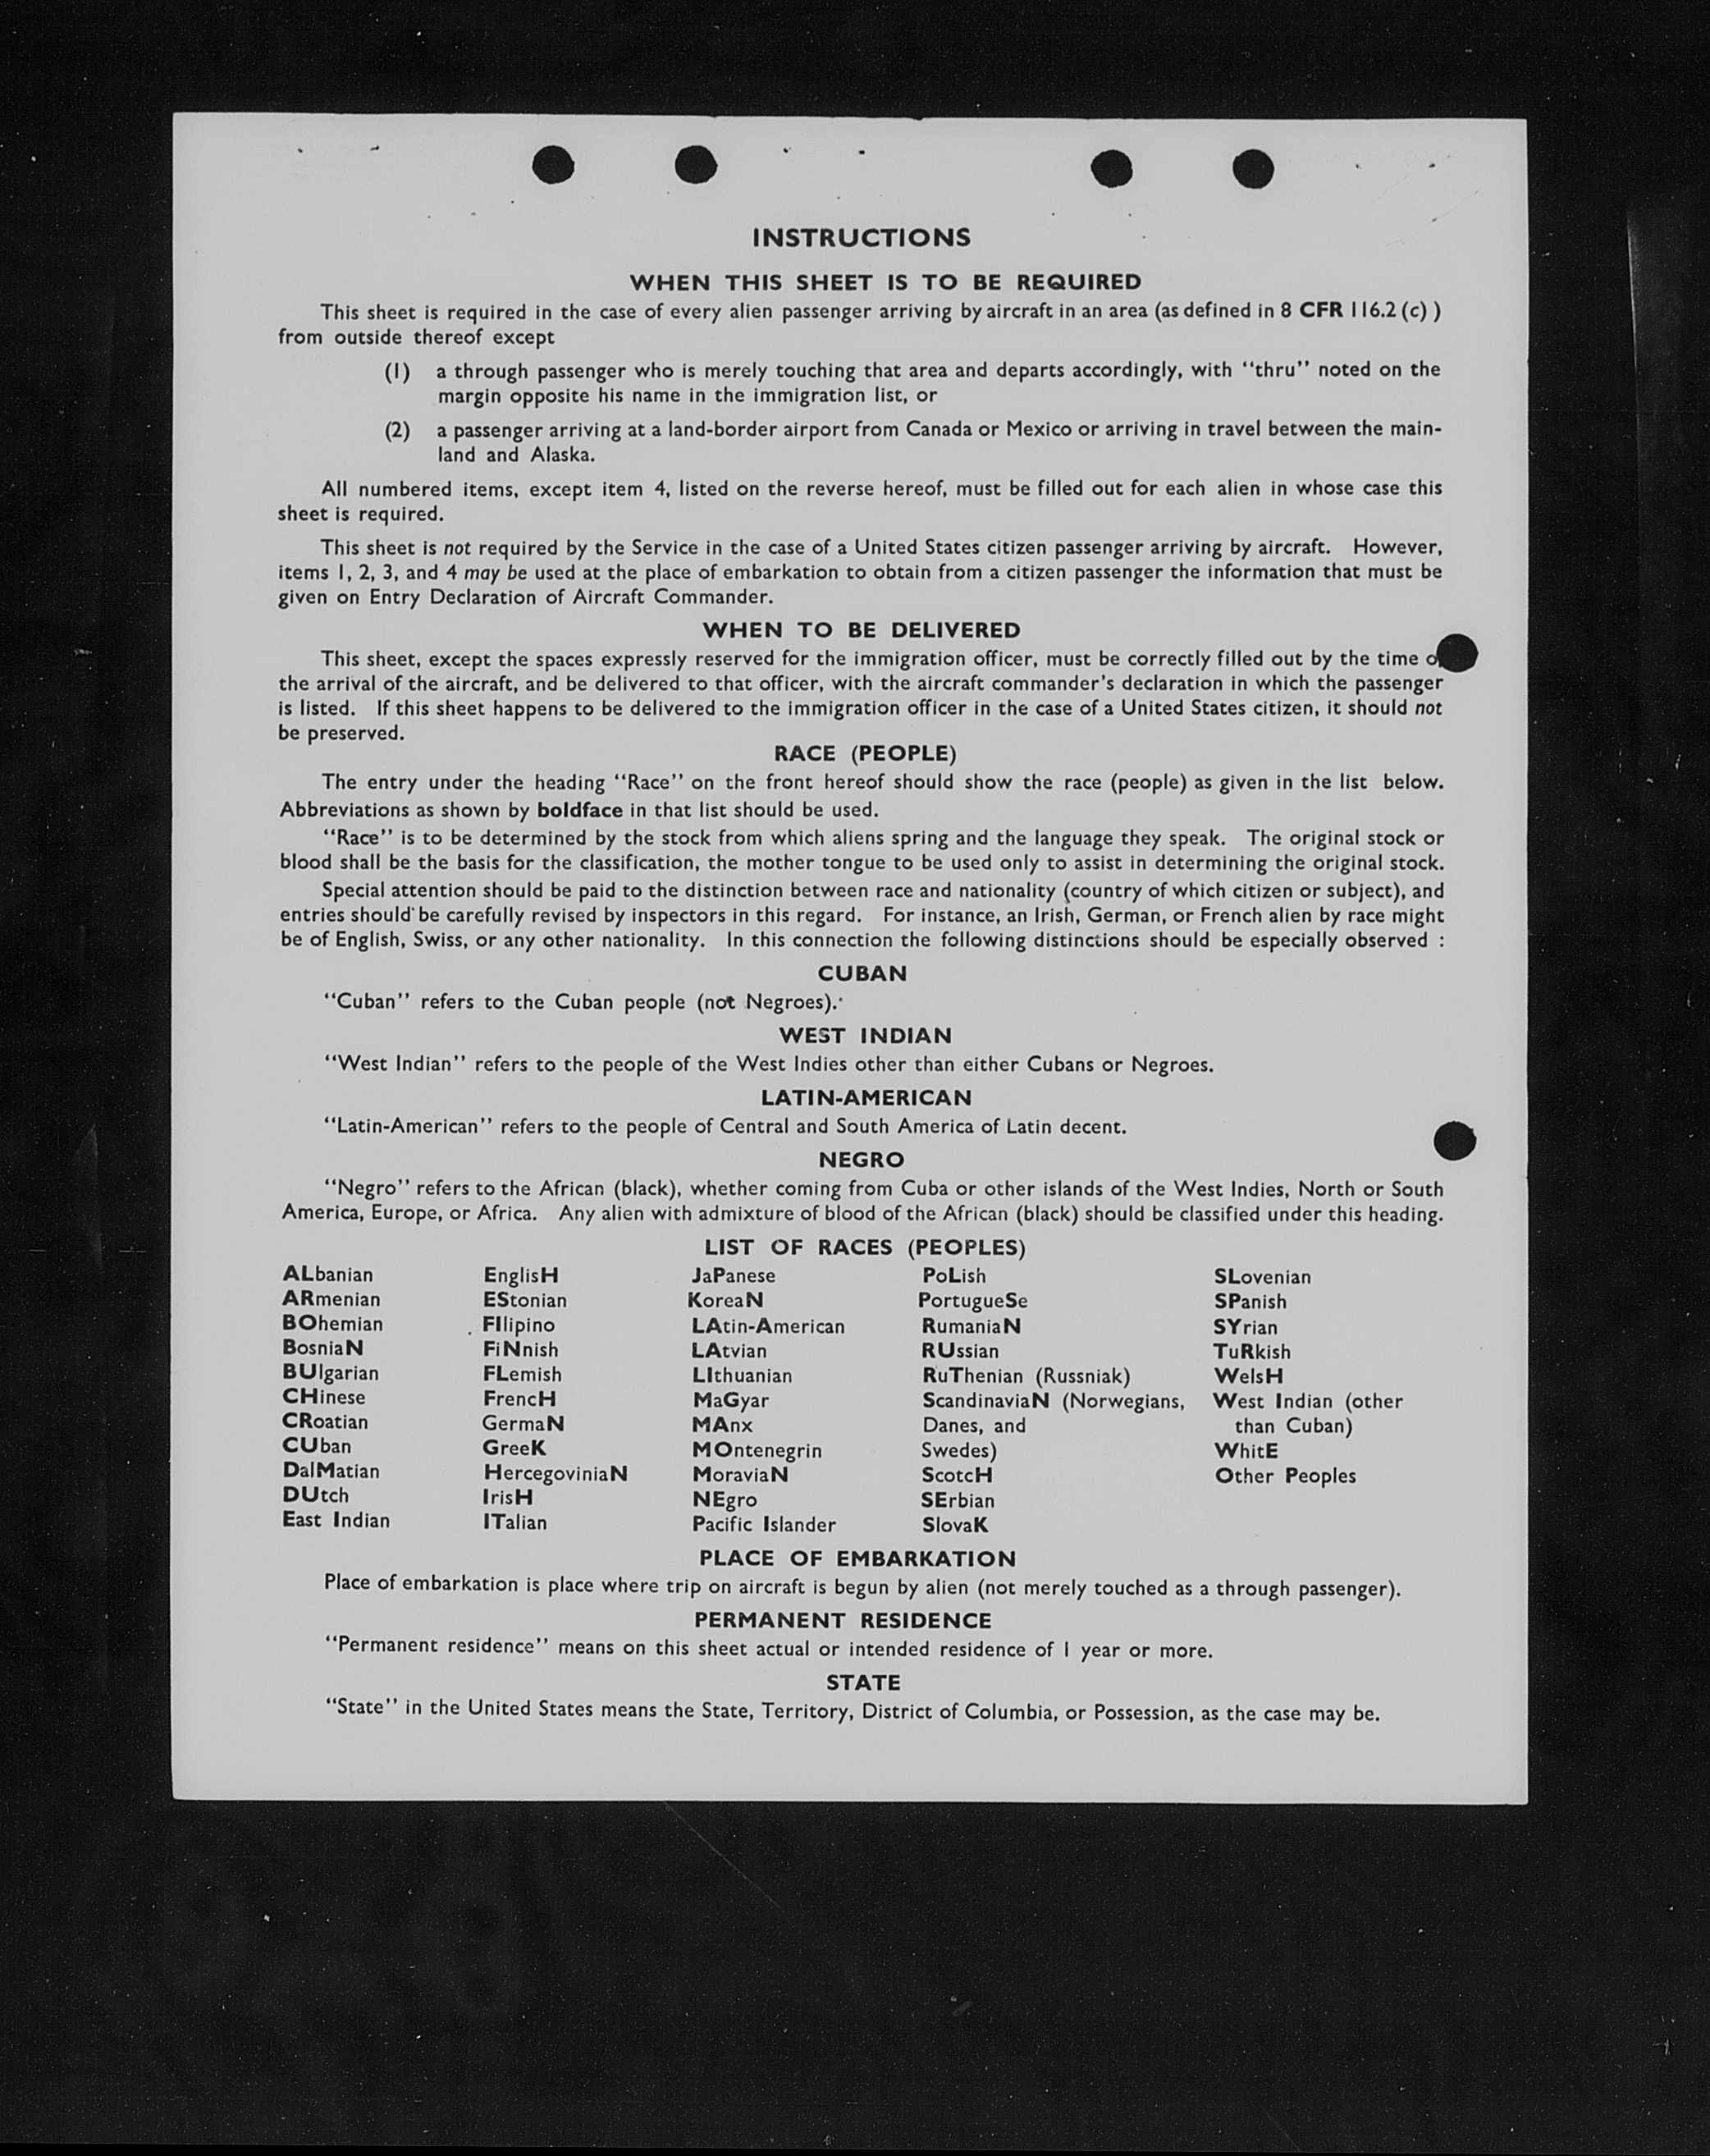 INSTRUCTIONS
WHEN THIS SHEET IS TO BE REQUIRED
This sheet is required in the case of every alien passenger arriving by aircraft in an area (as defined in 8 CFR 116.2 (c) )
from outside thereof except
(1) a through passenger who is merely touching that area and departs accordingly, with "thru" noted on the
margin opposite his name in the immigration list, or
(2) a passenger arriving at a land-border airport from Canada or Mexico or arriving in travel between the main-
land and Alaska.
All numbered items, except item 4, listed on the reverse hereof, must be filled out for each alien in whose case this
sheet is required.
This sheet is not required by the Service in the case of a United States citizen passenger arriving by aircraft. However,
items 1, 2, 3, and 4 may be used at the place of embarkation to obtain from a citizen passenger the information that must be
given on Entry Declaration of Aircraft Commander.
WHEN TO BE DELIVERED
This sheet, except the spaces expressly reserved for the immigration officer, must be correctly filled out by the time
the arrival of the aircraft, and be delivered to that officer, with the aircraft commander's declaration in which the passenger
is listed. If this sheet happens to be delivered to the immigration officer in the case of a United States citizen, it should not
be preserved.
RACE (PEOPLE)
The entry under the heading "Race" on the front hereof should show the race (people) as given in the list below.
Abbreviations as shown by boldface in that list should be used.
"Race" is to be determined by the stock from which aliens spring and the language they speak. The original stock or
blood shall be the basis for the classification, the mother tongue to be used only to assist in determining the original stock.
Special attention should be paid to the distinction between race and nationality (country of which citizen or subject), and
entries should be carefully revised by inspectors in this regard. For instance, an Irish, German, or French alien by race might
be of English, Swiss, or any other nationality. In this connection the following distinctions should be especially observed :
CUBAN
"Cuban" refers to the Cuban people (not Negroes).
WEST INDIAN
"West Indian" refers to the people of the West Indies other than either Cubans or Negroes.
LATIN-AMERICAN
"Latin-American" refers to the people of Central and South America of Latin decent.
NEGRO
"Negro" refers to the African (black), whether coming from Cuba or other islands of the West Indies, North or South
America, Europe, or Africa. Any alien with admixture of blood of the African (black) should be classified under this heading.
LIST OF RACES (PEOPLES)
ALbanian EnglisH JaPanese PoLish SLovenian
ARmenian EStonian KoreaN PortugueSe SPanish
BOhemian FIlipino LAtin-American RumaniaN SYrian
BosniaN FiNnish LAtvian RUssian TuRkish
BUlgarian FLemish LIthuanian RuThenian (Russniak) WelsH
CHinese FrencH MaGyar ScandinaviaN (Norwegians, West Indian (other
CRoatian GermaN MAnx Danes, and than Cuban)
CUban GreeK MOntenegrin Swedes) WhitE
DalMatian HercegoviniaN MoraviaN ScotcH Other Peoples
DUtch IrisH NEgro SErbian
East Indian ITalian Pacific Islander SlovaK
PLACE OF EMBARKATION
Place of embarkation is place where trip on aircraft is begun by alien (not merely touched as a through passenger).
PERMANENT RESIDENCE
"Permanent residence" means on this sheet actual or intended residence of 1 year or more.
STATE
"State" in the United States means the State, Territory, District of Columbia, or Possession, as the case may be.